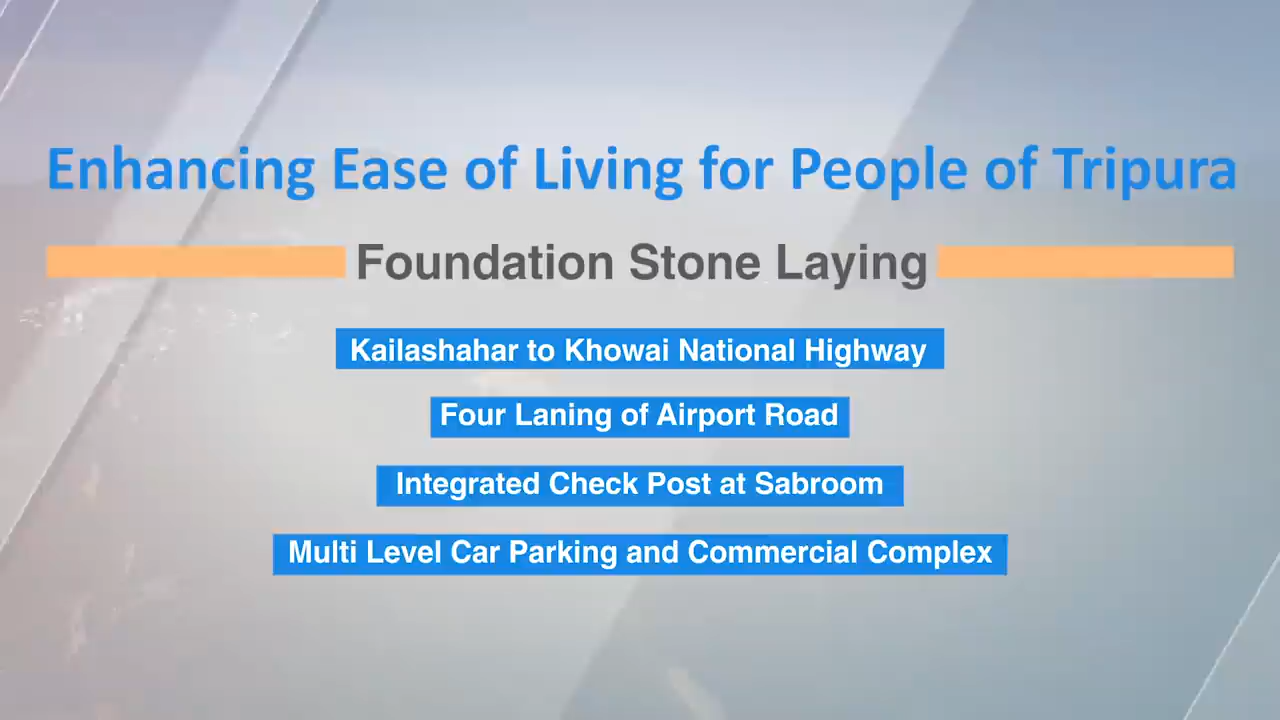 Enhancing Ease of Living for People of Tripura
Foundation Stone Laying
Kailashahar to Khowai National Highway
Four Laning of Airport Road
Integrated Check Post at Sabroom
Multi Level Car Parking and Commercial Complex